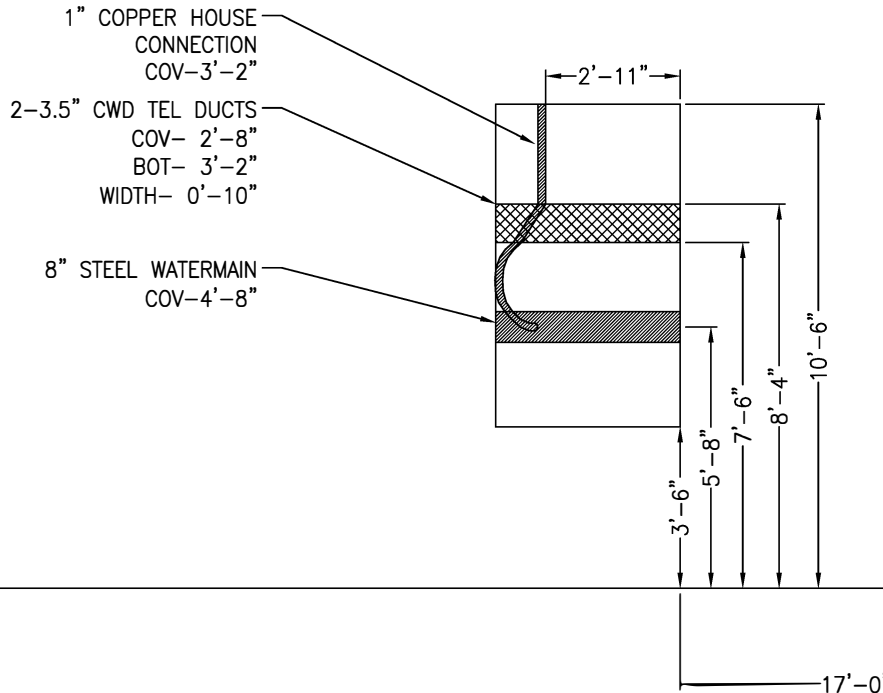 1” COPPER HOUSE
CONNECTION
COV-3’-2”
2-3.5” CWD TEL DUCTS
COV- 2’-8”
BOT- 3’-2”
WIDTH- 0’-10”
8” STEEL WATERMAIN
COV-4’-8”
2’-11”
3’-6”
5’-8”
7’-6”
8’-4”
10’-6”
17’-0